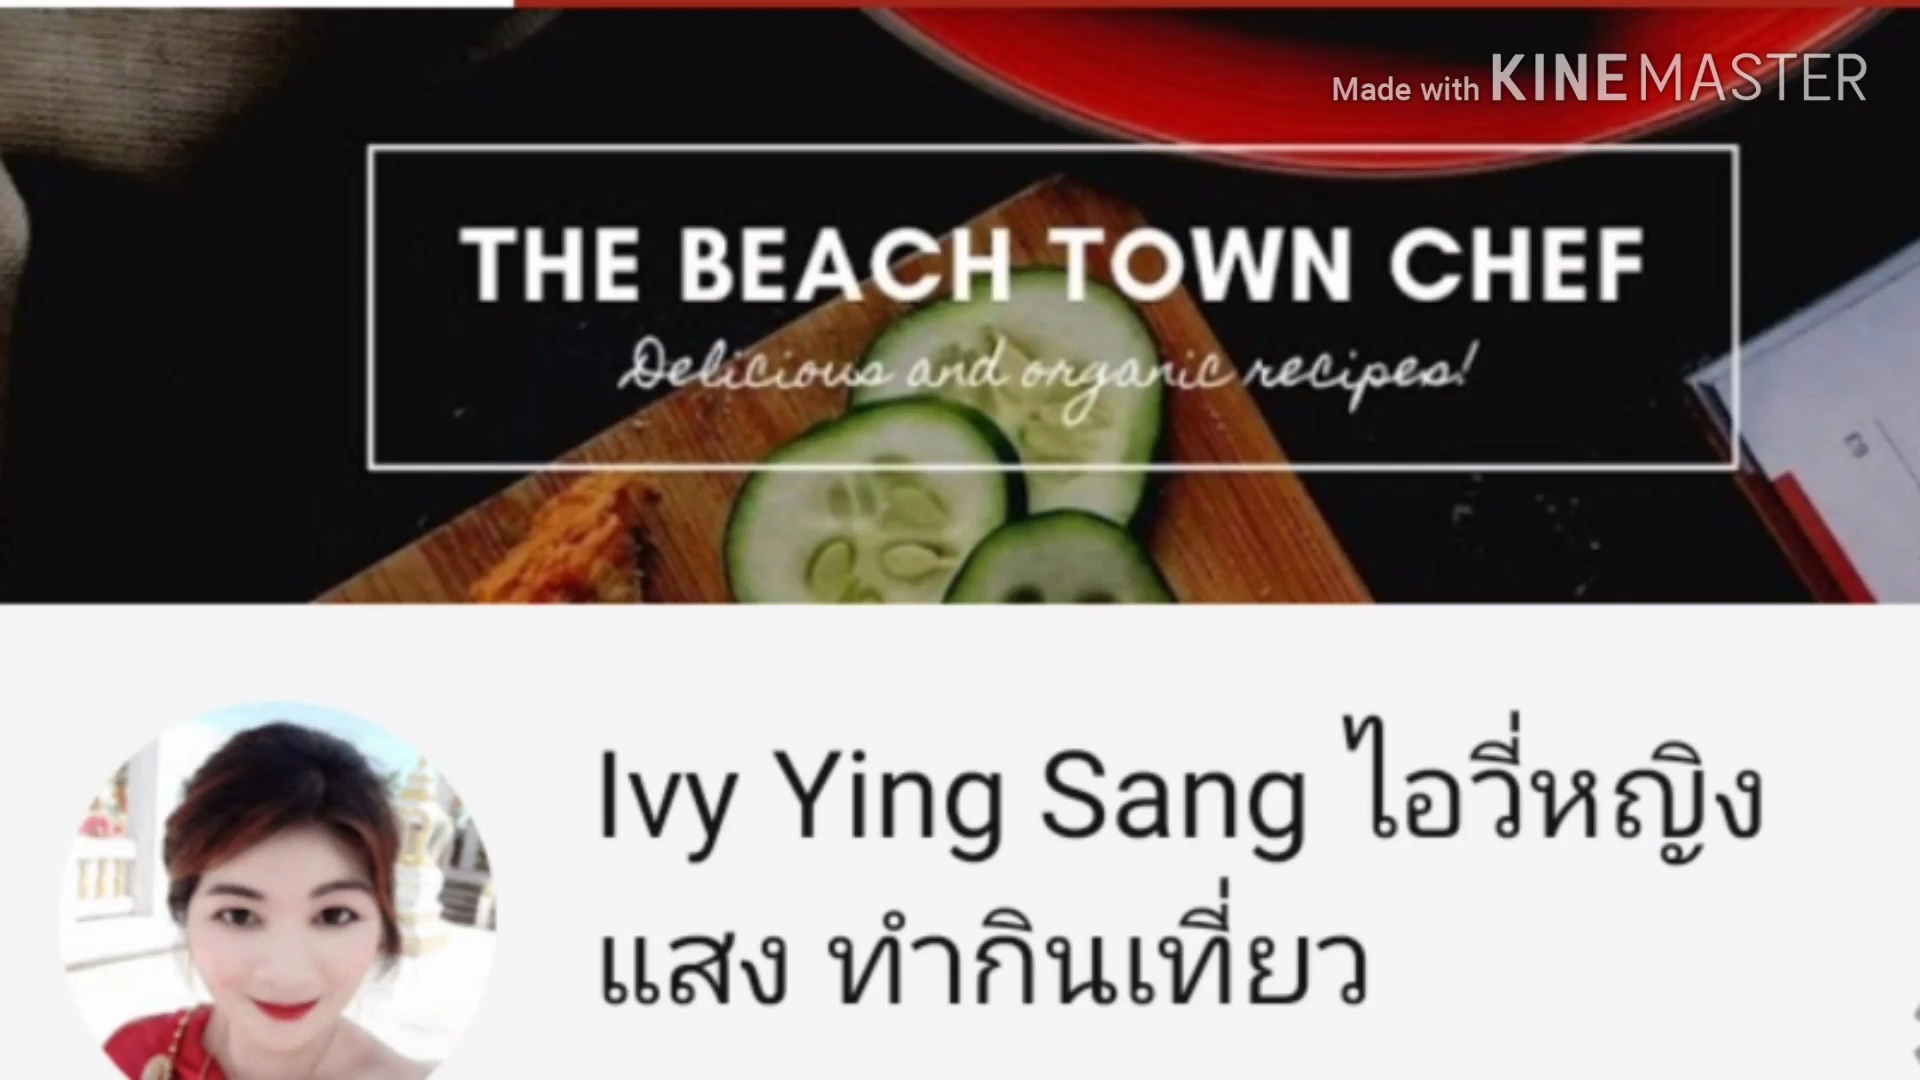 Made with KINEMASTER
THE BEACH TOWN CHEF
Delicious and organic recipes!
Ivy Ying Sang ไอวี่หญิง
แสง ทำกินเที่ยว